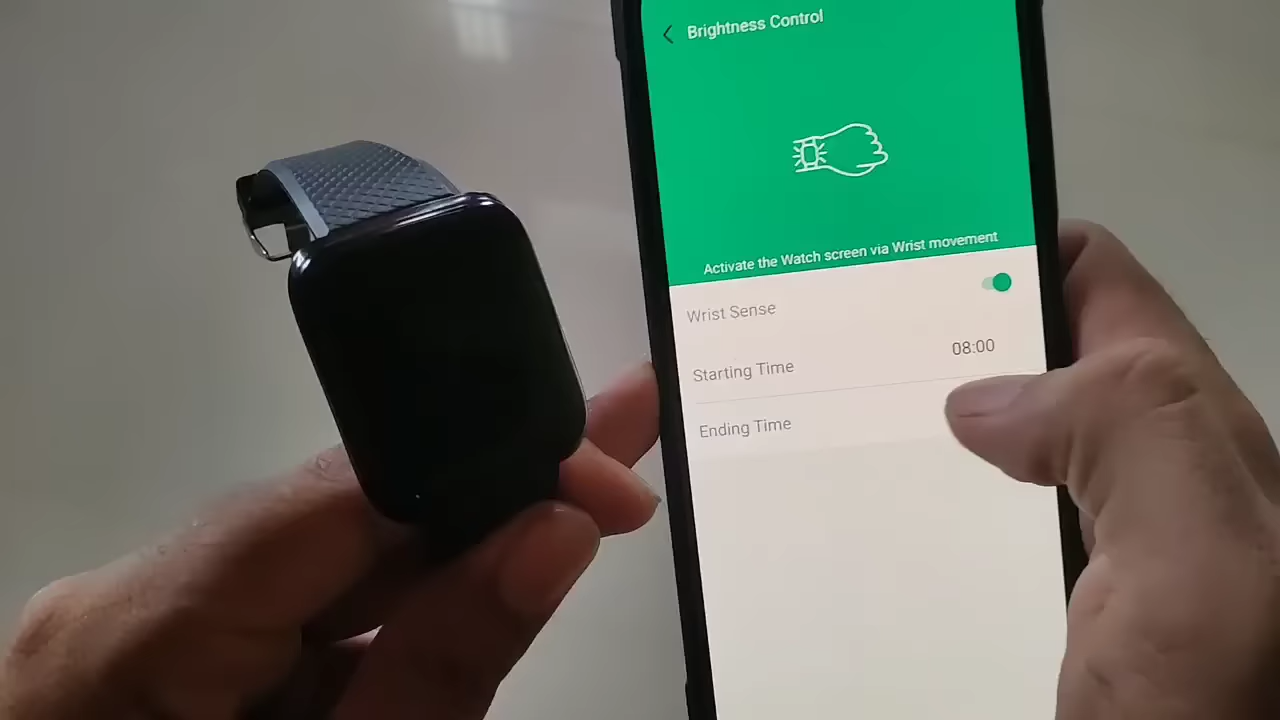 Brightness Control
Activate the Watch screen via Wrist movement
Wrist Sense
Starting Time 08:00
Ending Time